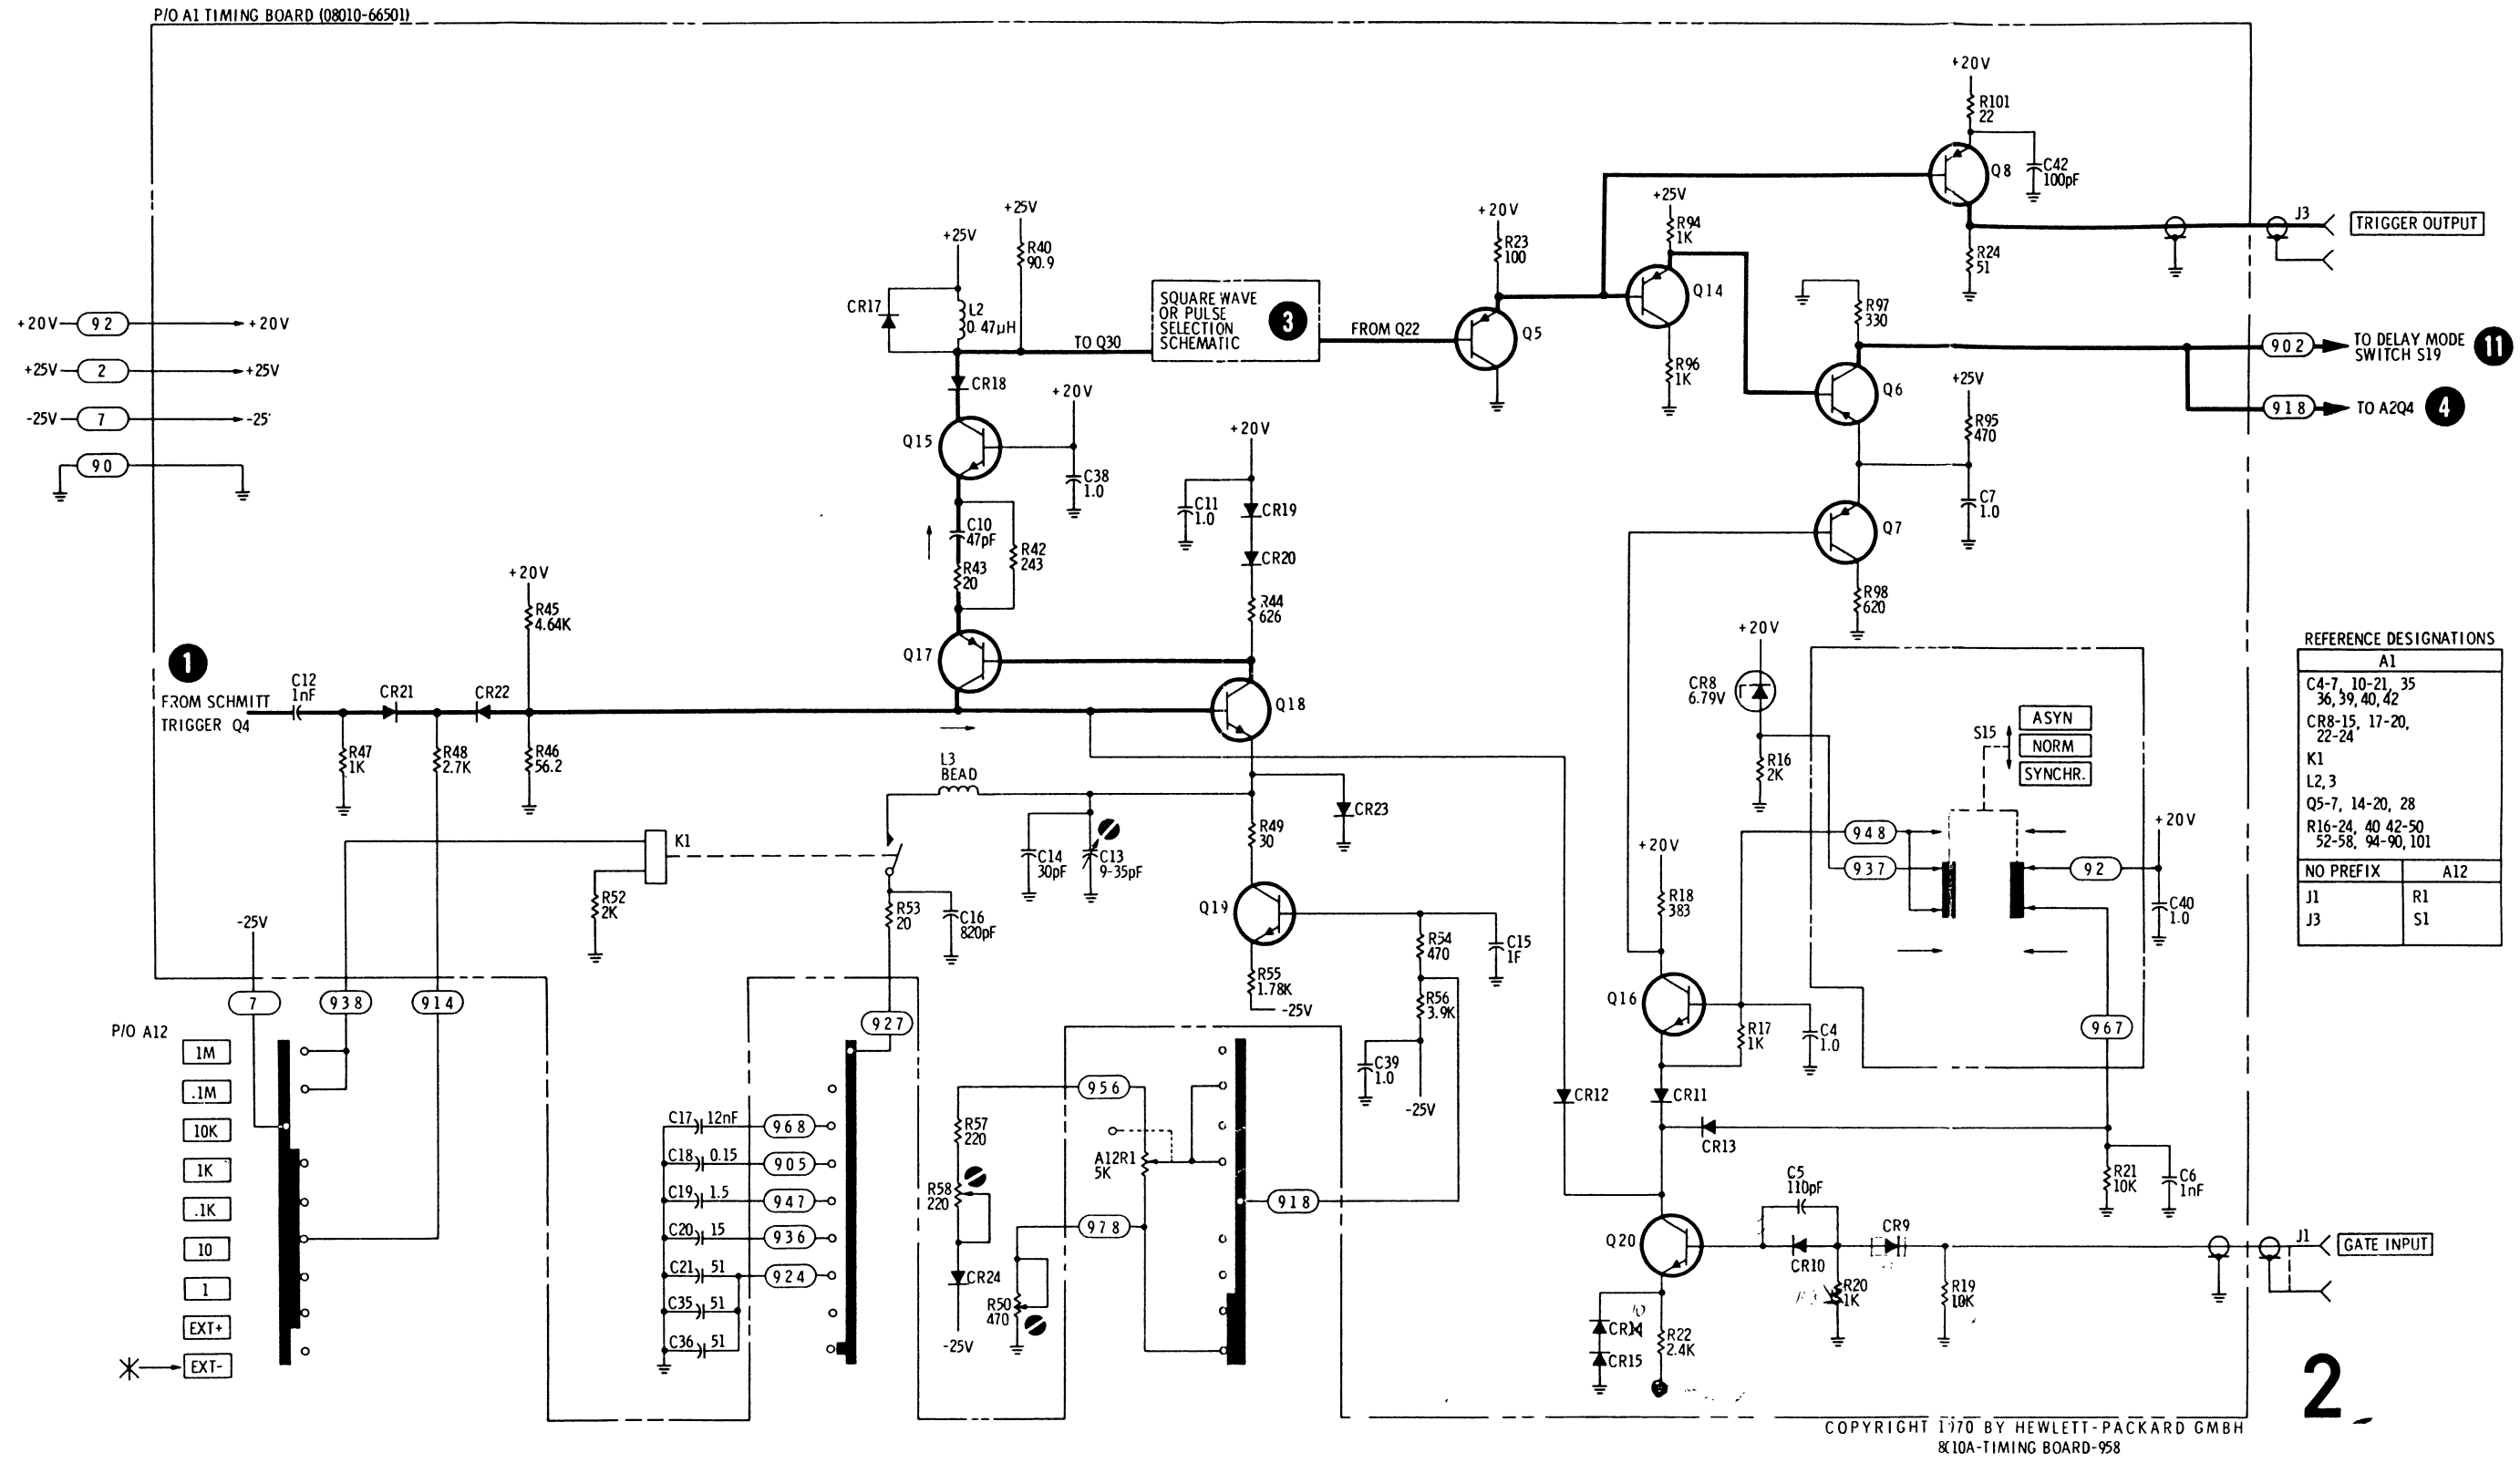 P/O A1 TIMING BOARD (08010-66501)
+20V 92 +20V
+25V 2 +25V
-25V 7 -25
90
1
FROM SCHMITT
TRIGGER Q4
C12
1nF
CR21
CR22
R47
1K
R48
2.7K
+20V
R45
4.64K
R46
56.2
CR17
+25V
L2
0.47µH
+25V
R40
90.9
TO Q30
SQUARE WAVE
OR PULSE
SELECTION
SCHEMATIC
3
FROM Q22
CR18
Q15
+20V
C38
1.0
C10
47pF
R43
20
R42
243
Q17
+20V
C11
1.0
CR19
CR20
R44
626
Q18
+20V
R23
100
Q5
+25V
R94
1K
Q14
R96
1K
+20V
R101
22
Q8
C42
100pF
R24
51
J3
TRIGGER OUTPUT
R97
330
Q6
902
TO DELAY MODE
SWITCH S19
11
918
TO A2Q4
4
+25V
R95
470
C7
1.0
Q7
R98
620
+20V
CR8
6.79V
R16
2K
S15
ASYN
NORM
SYNCHR.
948
937
92
+20V
C40
1.0
967
REFERENCE DESIGNATIONS
A1
C4-7, 10-21, 35
36, 39, 40, 42
CR8-15, 17-20,
22-24
K1
L2,3
Q5-7, 14-20, 28
R16-24, 40 42-50
52-58, 94-90, 101
NO PREFIX A12
J1 R1
J3 S1
L3
BEAD
K1
R52
2K
C14
30pF
C13
9-35pF
R49
30
CR23
R53
20
C16
820pF
Q19
R54
470
C15
1F
R55
1.78K
-25V
R56
3.9K
C39
1.0
-25V
+20V
R18
383
Q16
R17
1K
C4
1.0
CR12
CR11
CR13
R21
10K
C6
1nF
-25V
7
938
914
927
P/O A12
1M
.1M
10K
1K
.1K
10
1
EXT+
EXT-
C17 12nF 968
C18 0.15 905
C19 1.5 947
C20 15 936
C21 51 924
C35 51
C36 51
956
R57
220
A12R1
5K
R58
220
978
CR24
-25V
R50
470
918
Q20
C5
110pF
CR10
CR9
R20
1K
R19
10K
J1
GATE INPUT
10
CR14
CR15
R22
2.4K
2
COPYRIGHT 1970 BY HEWLETT-PACKARD GMBH
8010A-TIMING BOARD-958